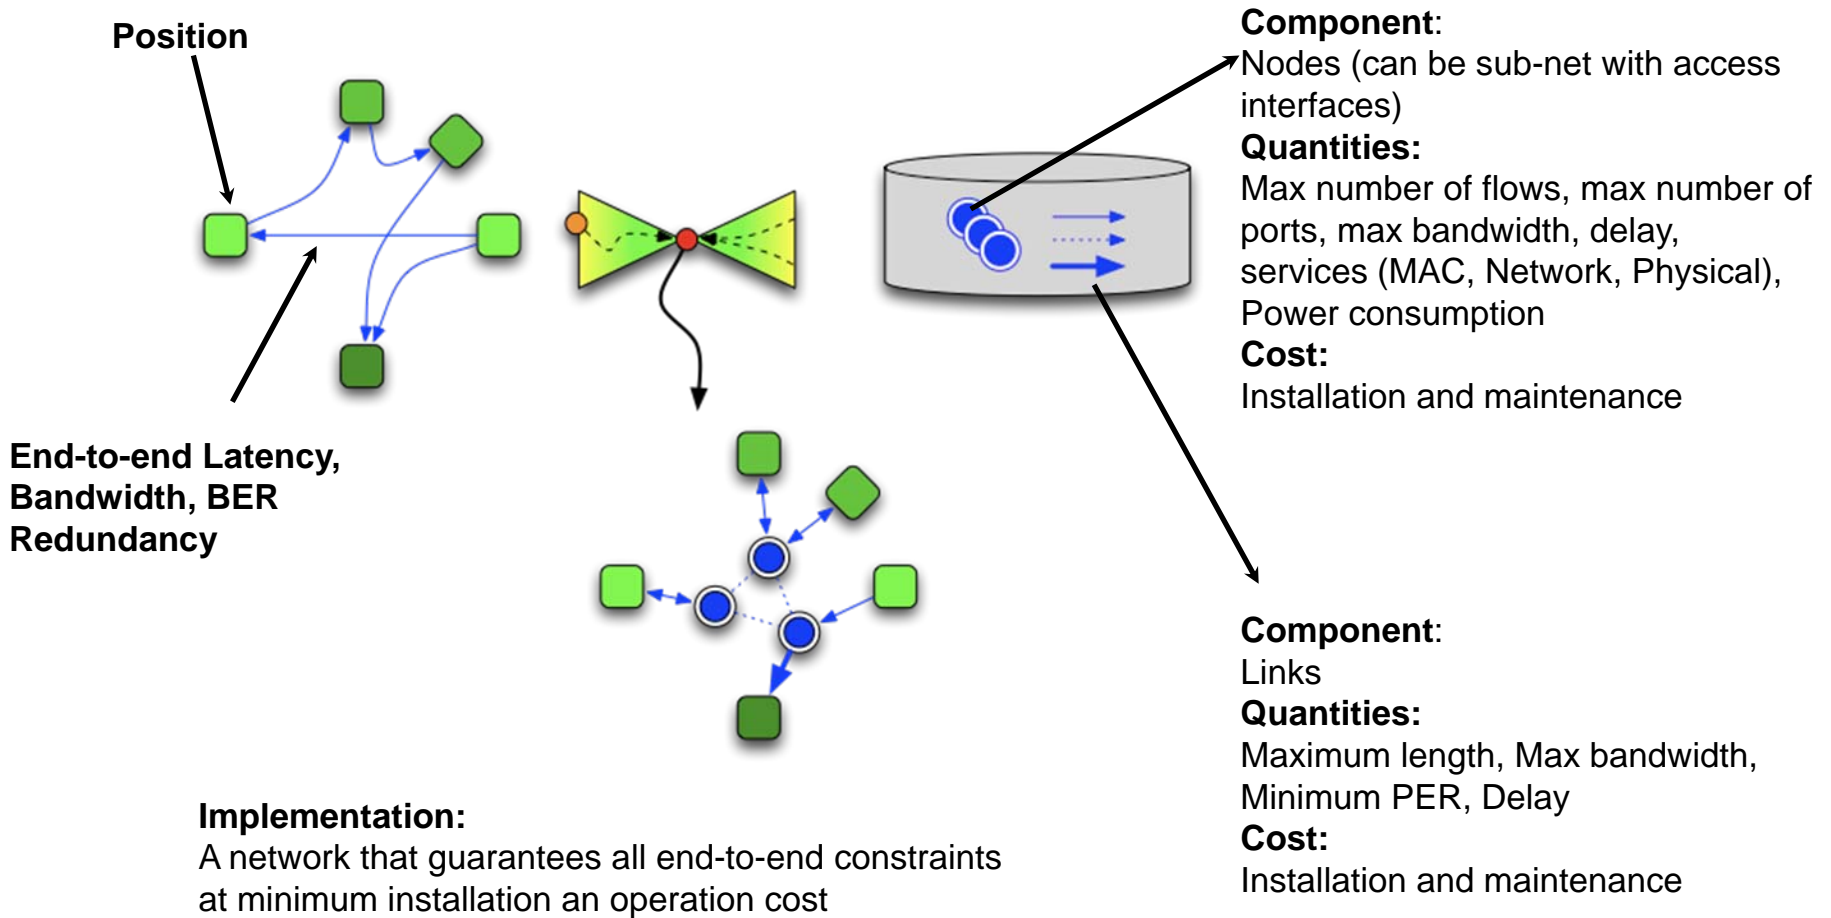 Position
End-to-end Latency,
Bandwidth, BER
Redundancy
Component:
Nodes (can be sub-net with access
interfaces)
Quantities:
Max number of flows, max number of
ports, max bandwidth, delay,
services (MAC, Network, Physical),
Power consumption
Cost:
Installation and maintenance
Component:
Links
Quantities:
Maximum length, Max bandwidth,
Minimum PER, Delay
Cost:
Installation and maintenance
Implementation:
A network that guarantees all end-to-end constraints
at minimum installation an operation cost